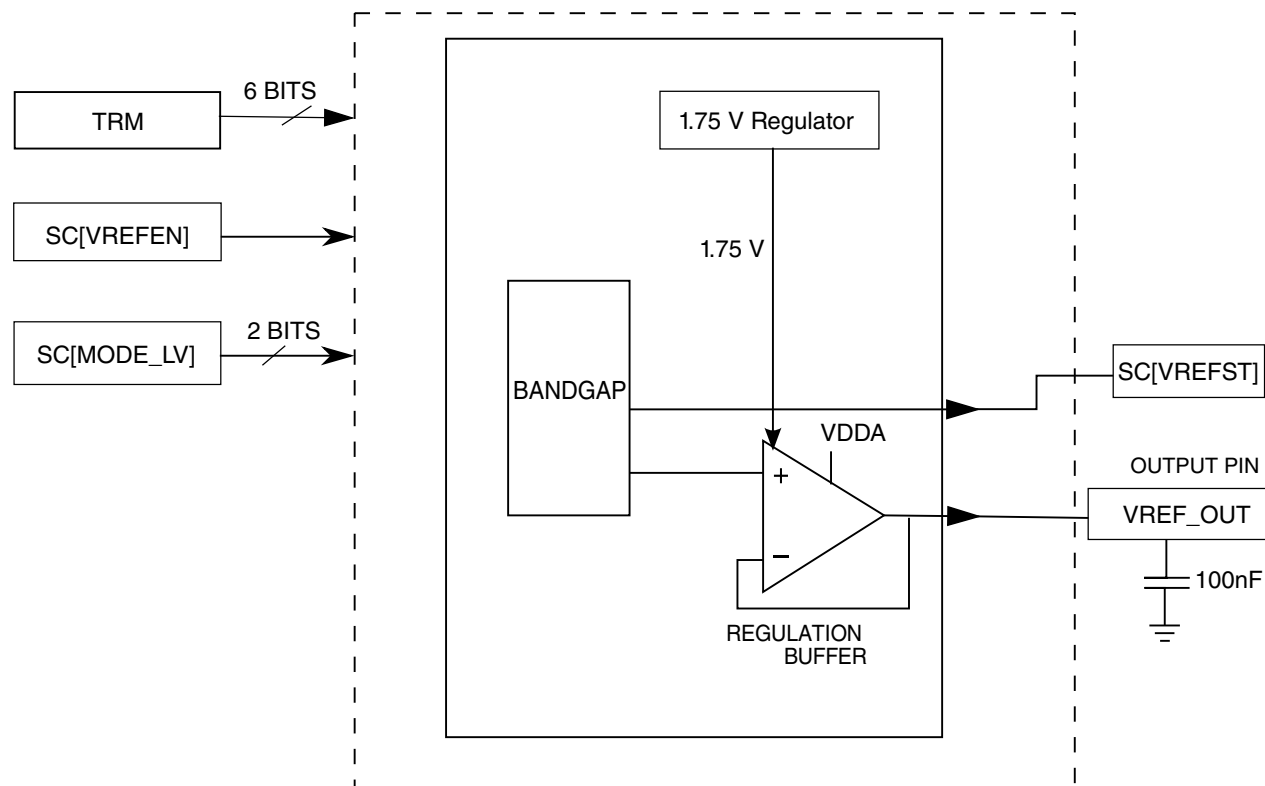 6 BITS
TRM
1.75 V Regulator
SC[VREFEN]
1.75 V
2 BITS
SC[MODE_LV]
BANDGAP
SC[VREFST]
VDDA
OUTPUT PIN
+
VREF_OUT
−
100nF
REGULATION
BUFFER